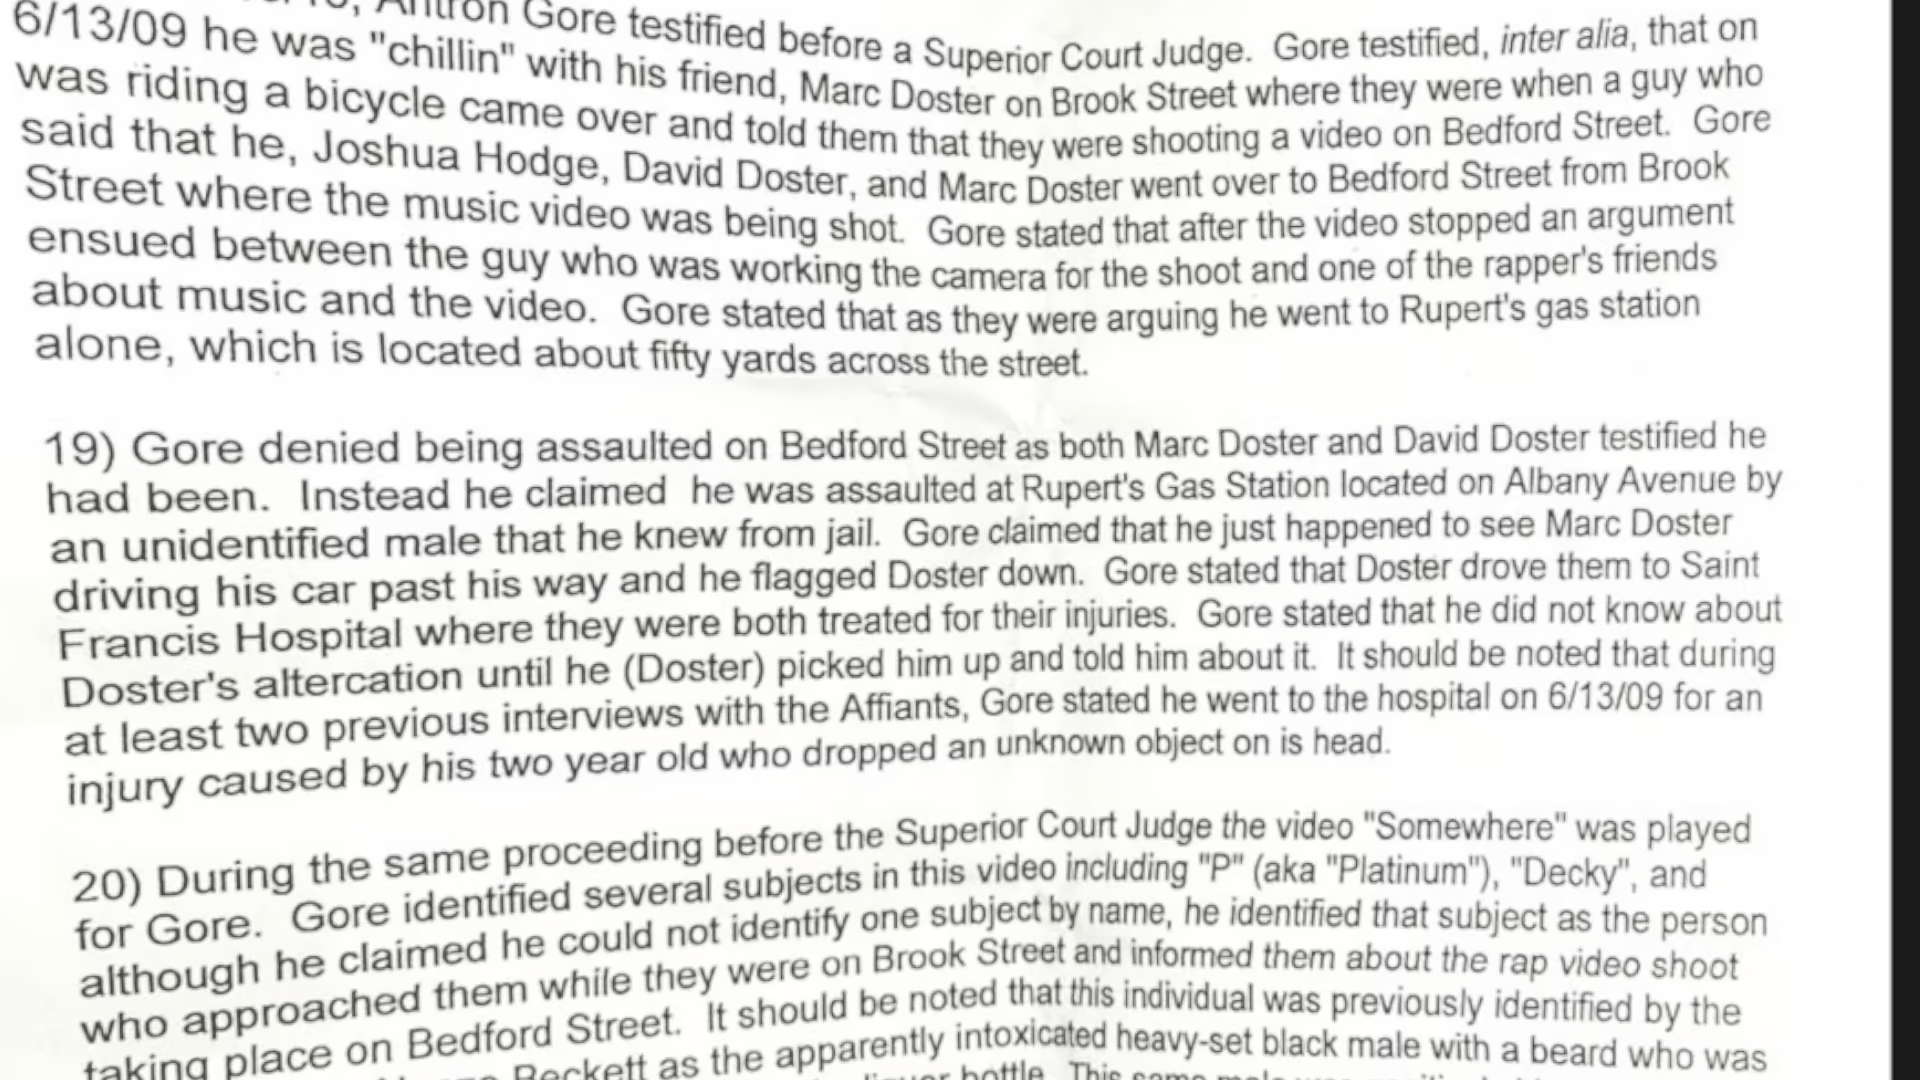 Antron Gore testified before a Superior Court Judge.  Gore testified, inter alia, that on
6/13/09 he was "chillin" with his friend, Marc Doster on Brook Street where they were when a guy who
was riding a bicycle came over and told them that they were shooting a video on Bedford Street.  Gore
said that he, Joshua Hodge, David Doster, and Marc Doster went over to Bedford Street from Brook
Street where the music video was being shot.  Gore stated that after the video stopped an argument
ensued between the guy who was working the camera for the shoot and one of the rapper's friends
about music and the video.  Gore stated that as they were arguing he went to Rupert's gas station
alone, which is located about fifty yards across the street.
19) Gore denied being assaulted on Bedford Street as both Marc Doster and David Doster testified he
had been.  Instead he claimed  he was assaulted at Rupert's Gas Station located on Albany Avenue by
an unidentified male that he knew from jail.  Gore claimed that he just happened to see Marc Doster
driving his car past his way and he flagged Doster down.  Gore stated that Doster drove them to Saint
Francis Hospital where they were both treated for their injuries.  Gore stated that he did not know about
Doster's altercation until he (Doster) picked him up and told him about it.  It should be noted that during
at least two previous interviews with the Affiants, Gore stated he went to the hospital on 6/13/09 for an
injury caused by his two year old who dropped an unknown object on is head.
20) During the same proceeding before the Superior Court Judge the video "Somewhere" was played
for Gore.  Gore identified several subjects in this video including "P" (aka "Platinum"), "Decky", and
although he claimed he could not identify one subject by name, he identified that subject as the person
who approached them while they were on Brook Street and informed them about the rap video shoot
taking place on Bedford Street.  It should be noted that this individual was previously identified by the
Beckett as the apparently intoxicated heavy-set black male with a beard who was
bottle.  This same male was